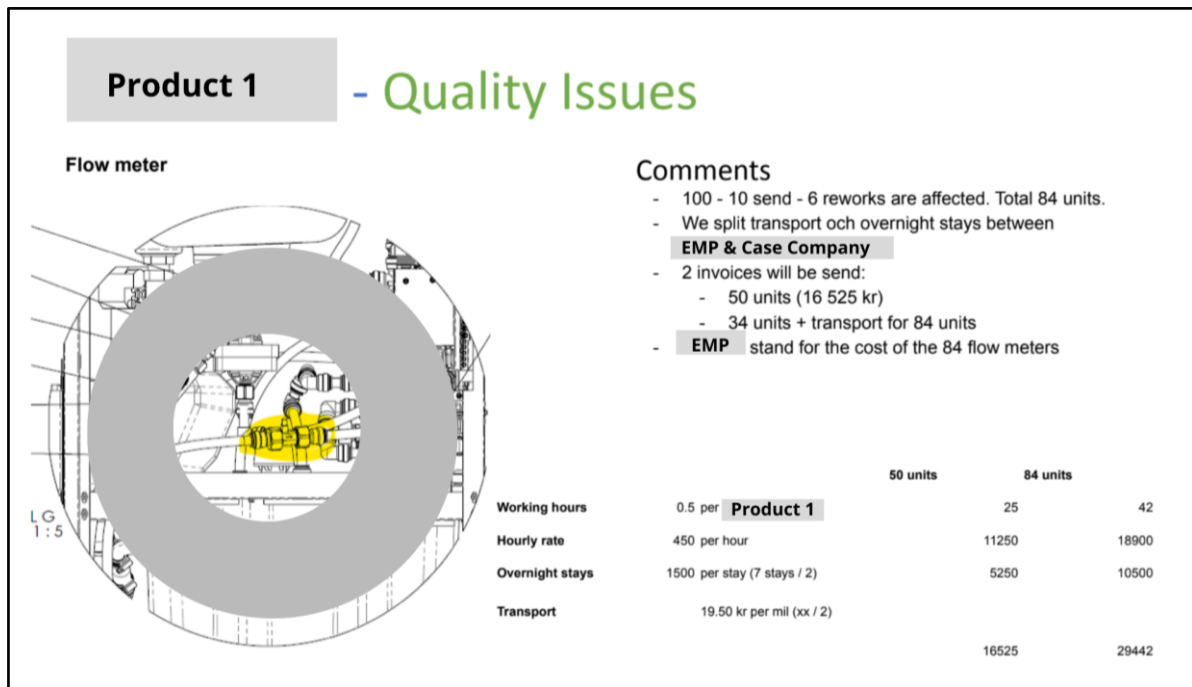 Product 1 - Quality Issues
Flow meter
LG
1:5
Comments
- 100 - 10 send - 6 reworks are affected. Total 84 units.
- We split transport och overnight stays between
EMP & Case Company
- 2 invoices will be send:
- 50 units (16 525 kr)
- 34 units + transport for 84 units
- EMP stand for the cost of the 84 flow meters
50 units 84 units
Working hours 0.5 per Product 1 25 42
Hourly rate 450 per hour 11250 18900
Overnight stays 1500 per stay (7 stays / 2) 5250 10500
Transport 19.50 kr per mil (xx / 2)
16525 29442